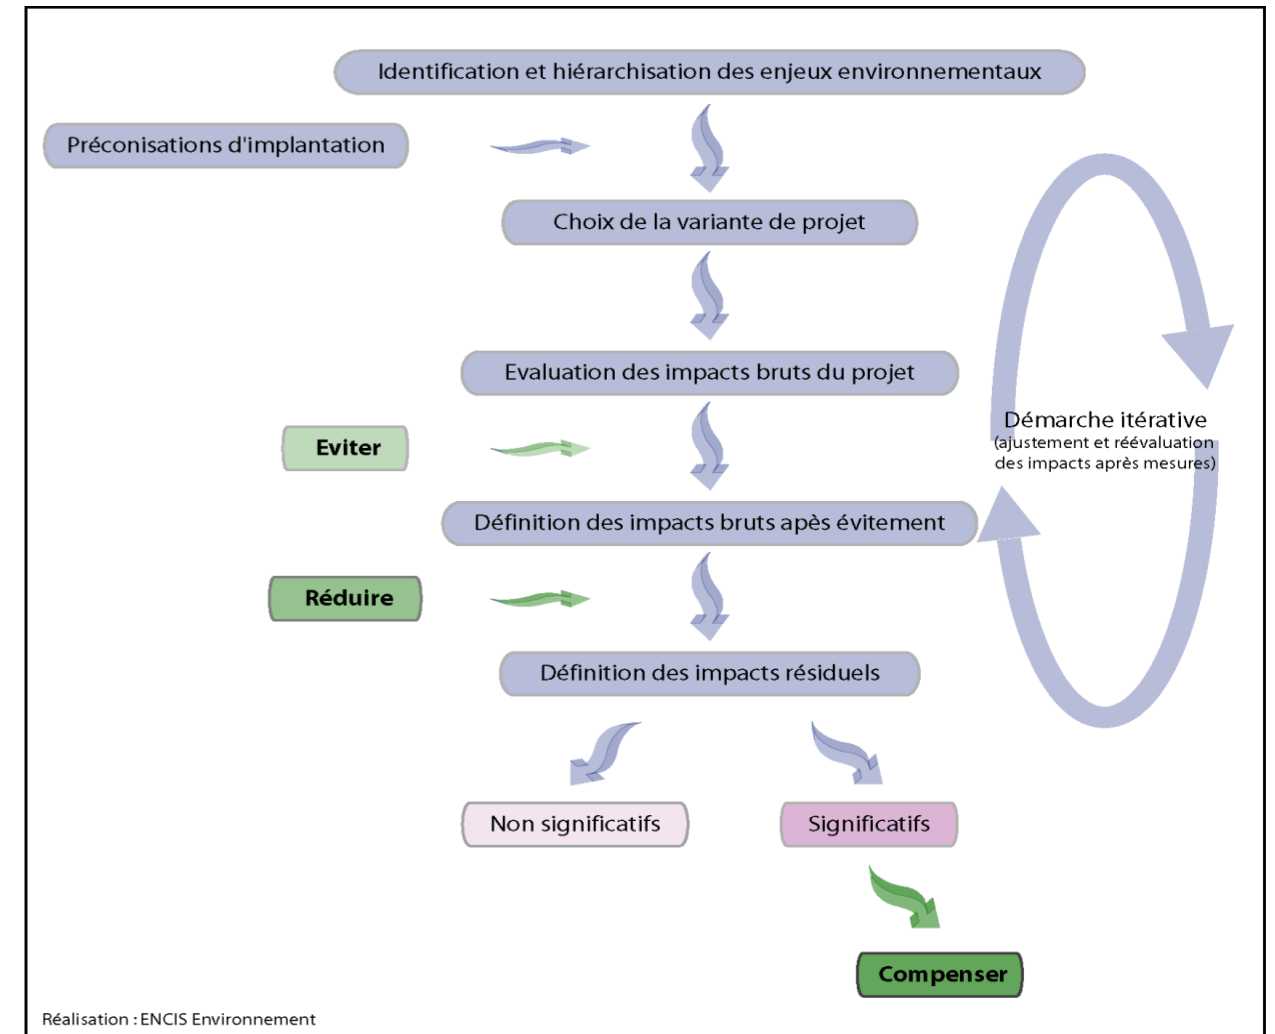 Identification et hiérarchisation des enjeux environnementaux
Préconisations d'implantation
Choix de la variante de projet
Evaluation des impacts bruts du projet
Démarche itérative
(ajustement et réévaluation
des impacts après mesures)
Eviter
Définition des impacts bruts apès évitement
Réduire
Définition des impacts résiduels
Non significatifs
Significatifs
Compenser
Réalisation : ENCIS Environnement